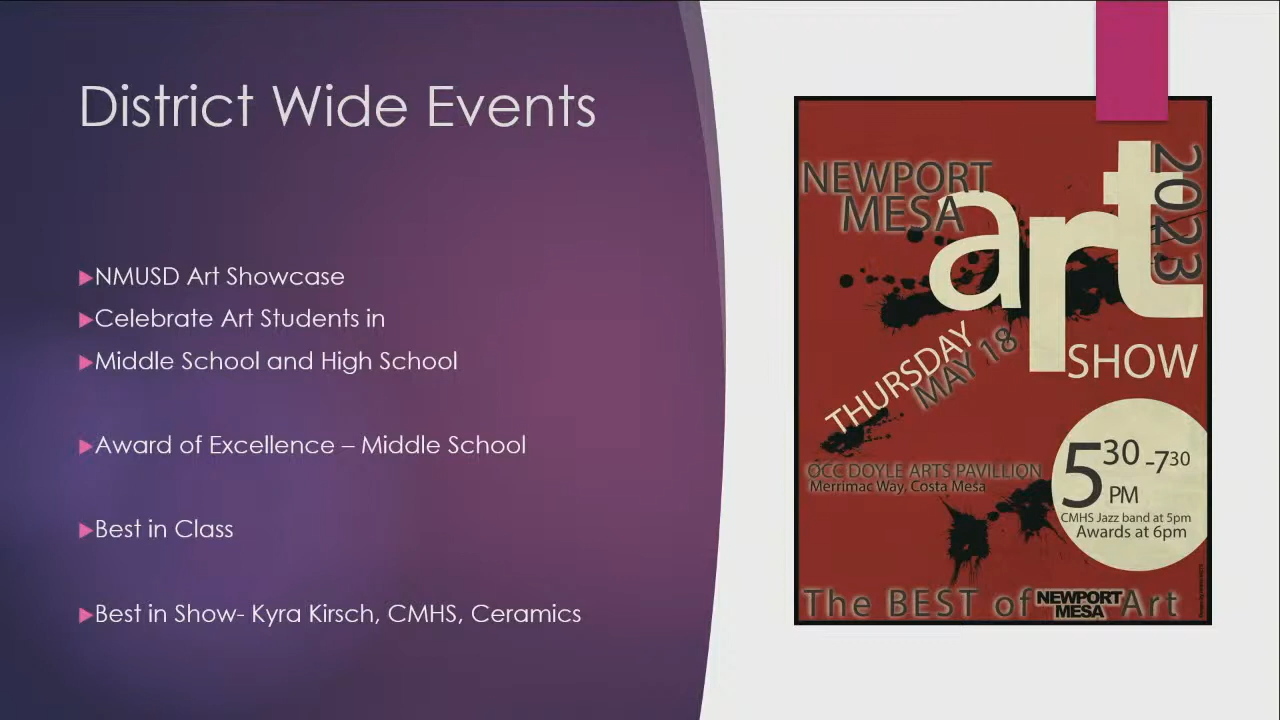 District Wide Events
▶NMUSD Art Showcase
▶Celebrate Art Students in
▶Middle School and High School
▶Award of Excellence – Middle School
▶Best in Class
▶Best in Show- Kyra Kirsch, CMHS, Ceramics
NEWPORT
MESA
art
2023
SHOW
THURSDAY
MAY 18
OCC DOYLE ARTS PAVILLION
Merrimac Way, Costa Mesa
530 -730
PM
CMHS Jazz band at 5pm
Awards at 6pm
The BEST of NEWPORT MESA Art